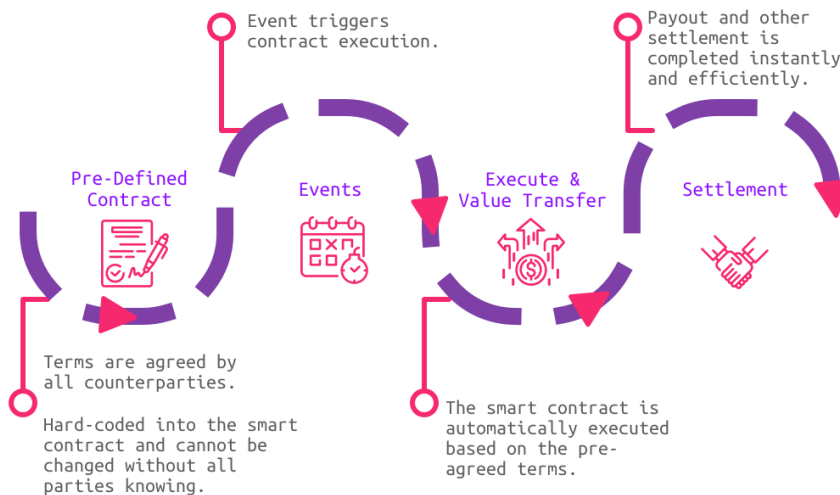 Event triggers
contract execution.
Payout and other
settlement is
completed instantly
and efficiently.
Pre-Defined
Contract
Events
Execute &
Value Transfer
Settlement
Terms are agreed by
all counterparties.
Hard-coded into the smart
contract and cannot be
changed without all
parties knowing.
The smart contract is
automatically executed
based on the pre-
agreed terms.